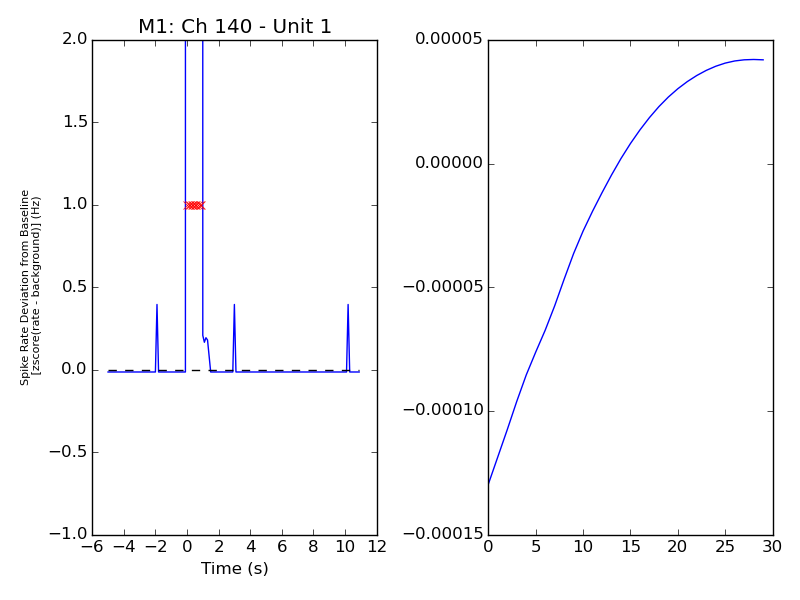 M1: Ch 140 - Unit 1
2.0
1.5
1.0
0.5
0.0
−0.5
−1.0
−6 −4 −2 0 2 4 6 8 10 12
Time (s)
Spike Rate Deviation from Baseline
[zscore(rate - background)] (Hz)
0.00005
0.00000
−0.00005
−0.00010
−0.00015
0 5 10 15 20 25 30